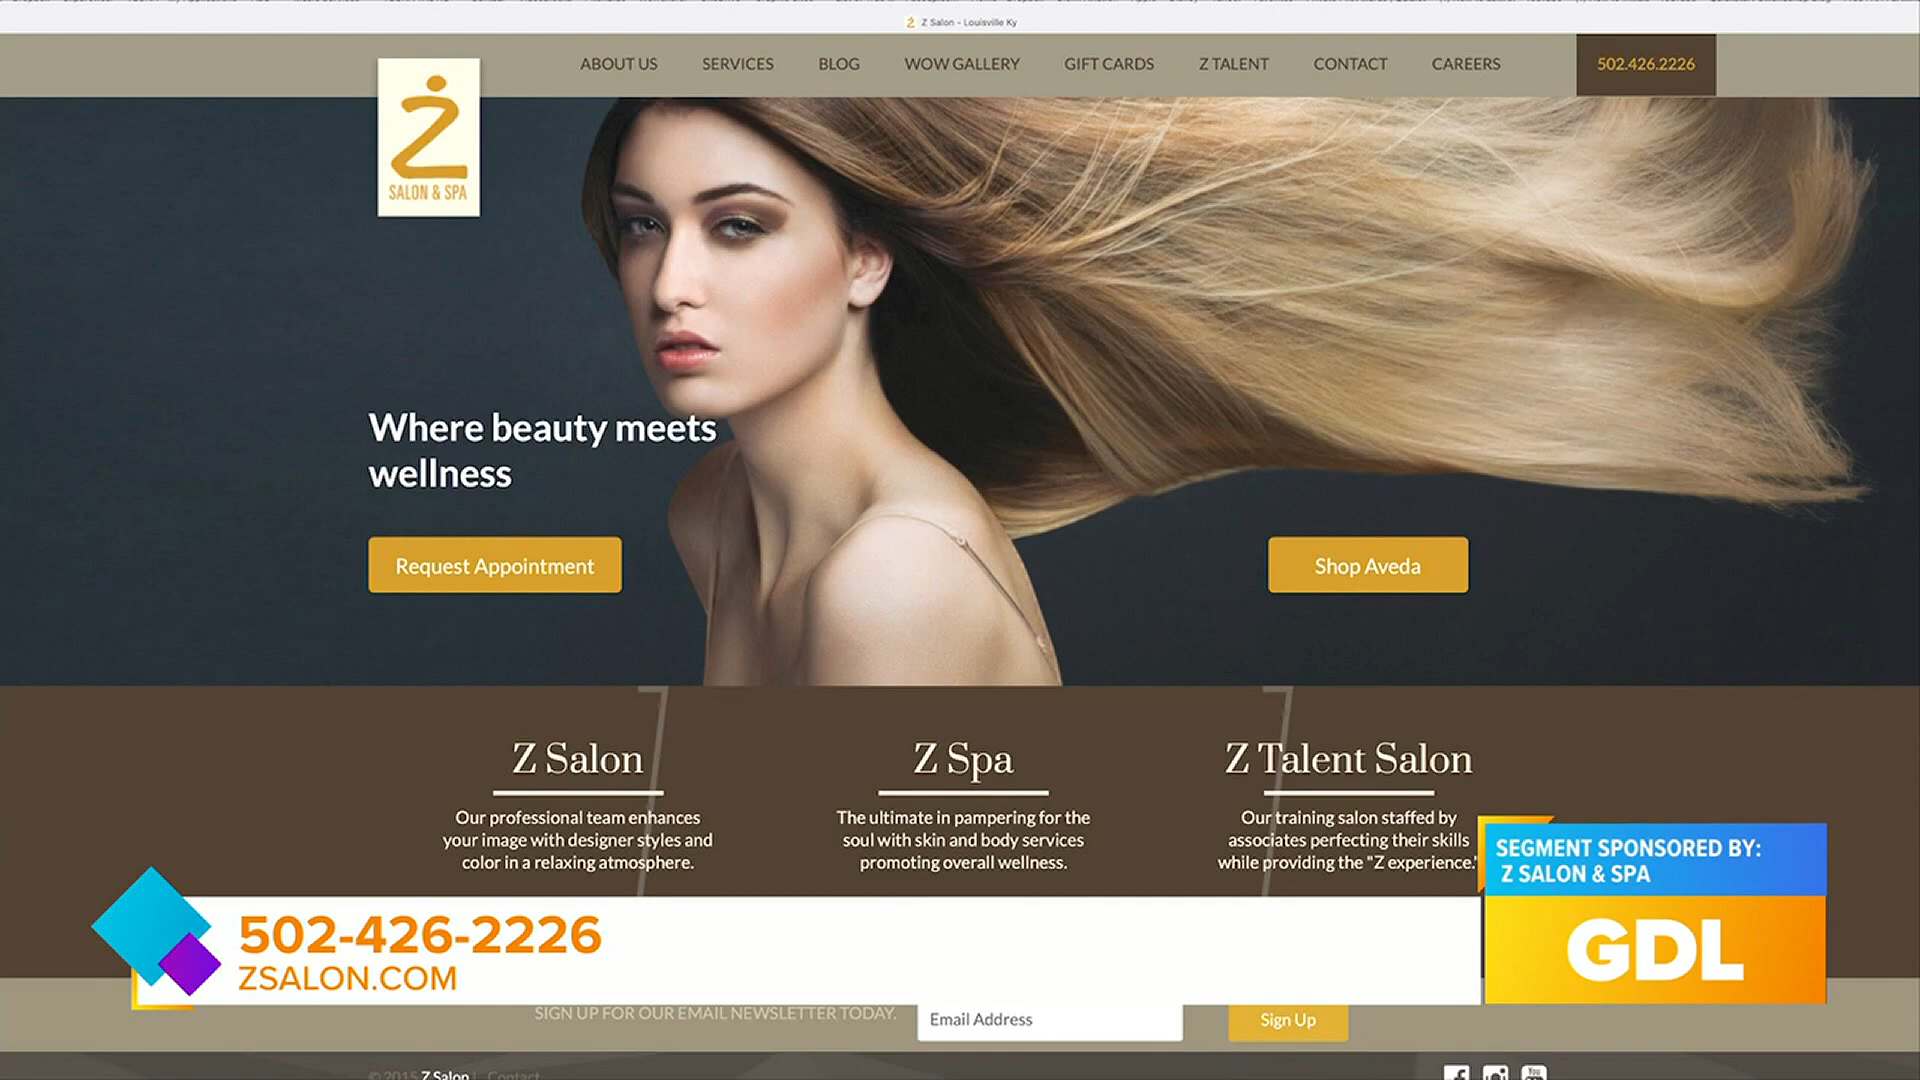 Z Salon - Louisville Ky
ABOUT US SERVICES BLOG WOW GALLERY GIFT CARDS Z TALENT CONTACT CAREERS 502.426.2226
Ż
SALON & SPA
Where beauty meets
wellness
Request Appointment
Shop Aveda
Z Salon
Our professional team enhances
your image with designer styles and
color in a relaxing atmosphere.
Z Spa
The ultimate in pampering for the
soul with skin and body services
promoting overall wellness.
Z Talent Salon
Our training salon staffed by
associates perfecting their skills
while providing the "Z experience."
SEGMENT SPONSORED BY:
Z SALON & SPA
GDL
502-426-2226
ZSALON.COM
SIGN UP FOR OUR EMAIL NEWSLETTER TODAY.
Email Address
Sign Up
© 2015 Z Salon | Contact
You